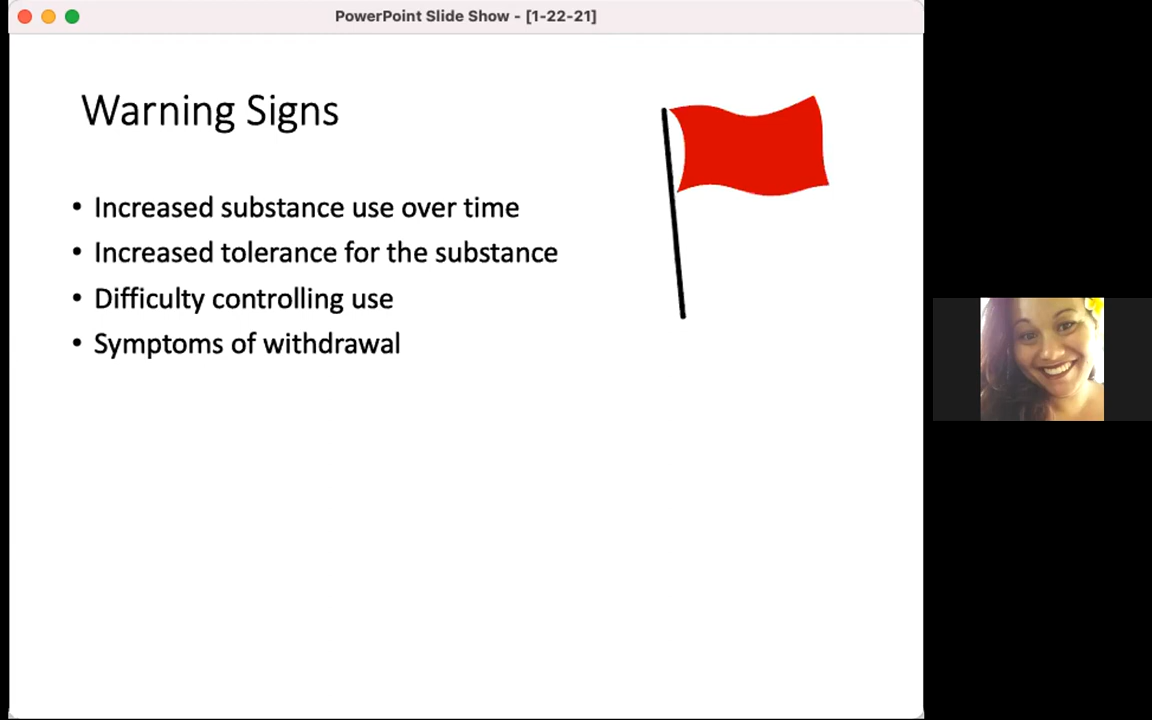 PowerPoint Slide Show - [1-22-21]
Warning Signs
• Increased substance use over time
• Increased tolerance for the substance
• Difficulty controlling use
• Symptoms of withdrawal